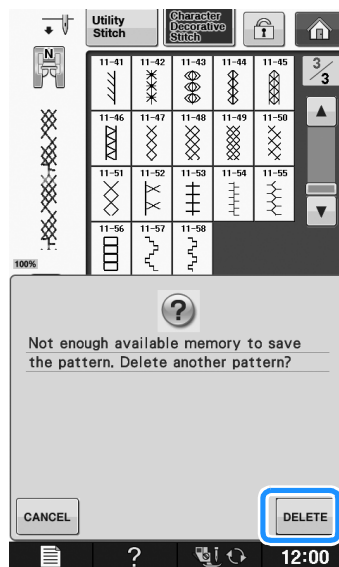 Utility
Stitch
Character
Decorative
Stitch
N
3/3
11-41 11-42 11-43 11-44 11-45
11-46 11-47 11-48 11-49 11-50
11-51 11-52 11-53 11-54 11-55
11-56 11-57 11-58
100%
?
Not enough available memory to save
the pattern. Delete another pattern?
CANCEL DELETE
? 12:00